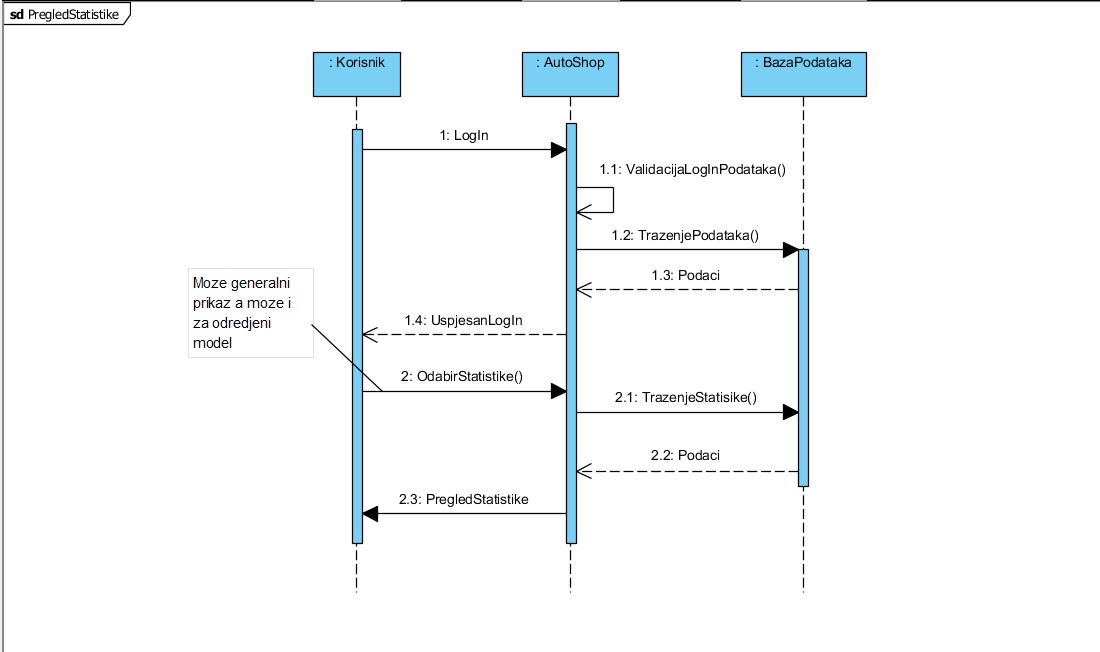 sd PregledStatistike
: Korisnik
: AutoShop
: BazaPodataka
1: LogIn
1.1: ValidacijaLogInPodataka()
1.2: TrazenjePodataka()
1.3: Podaci
Moze generalni
prikaz a moze i
za odredjeni
model
1.4: UspjesanLogIn
2: OdabirStatistike()
2.1: TrazenjeStatisike()
2.2: Podaci
2.3: PregledStatistike